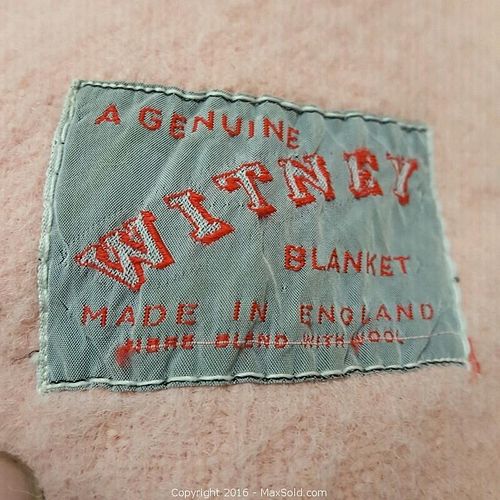 A GENUINE
WITNEY
BLANKET
MADE IN ENGLAND
BLEND WITH WOOL
Copyright 2016 - MaxSold.com